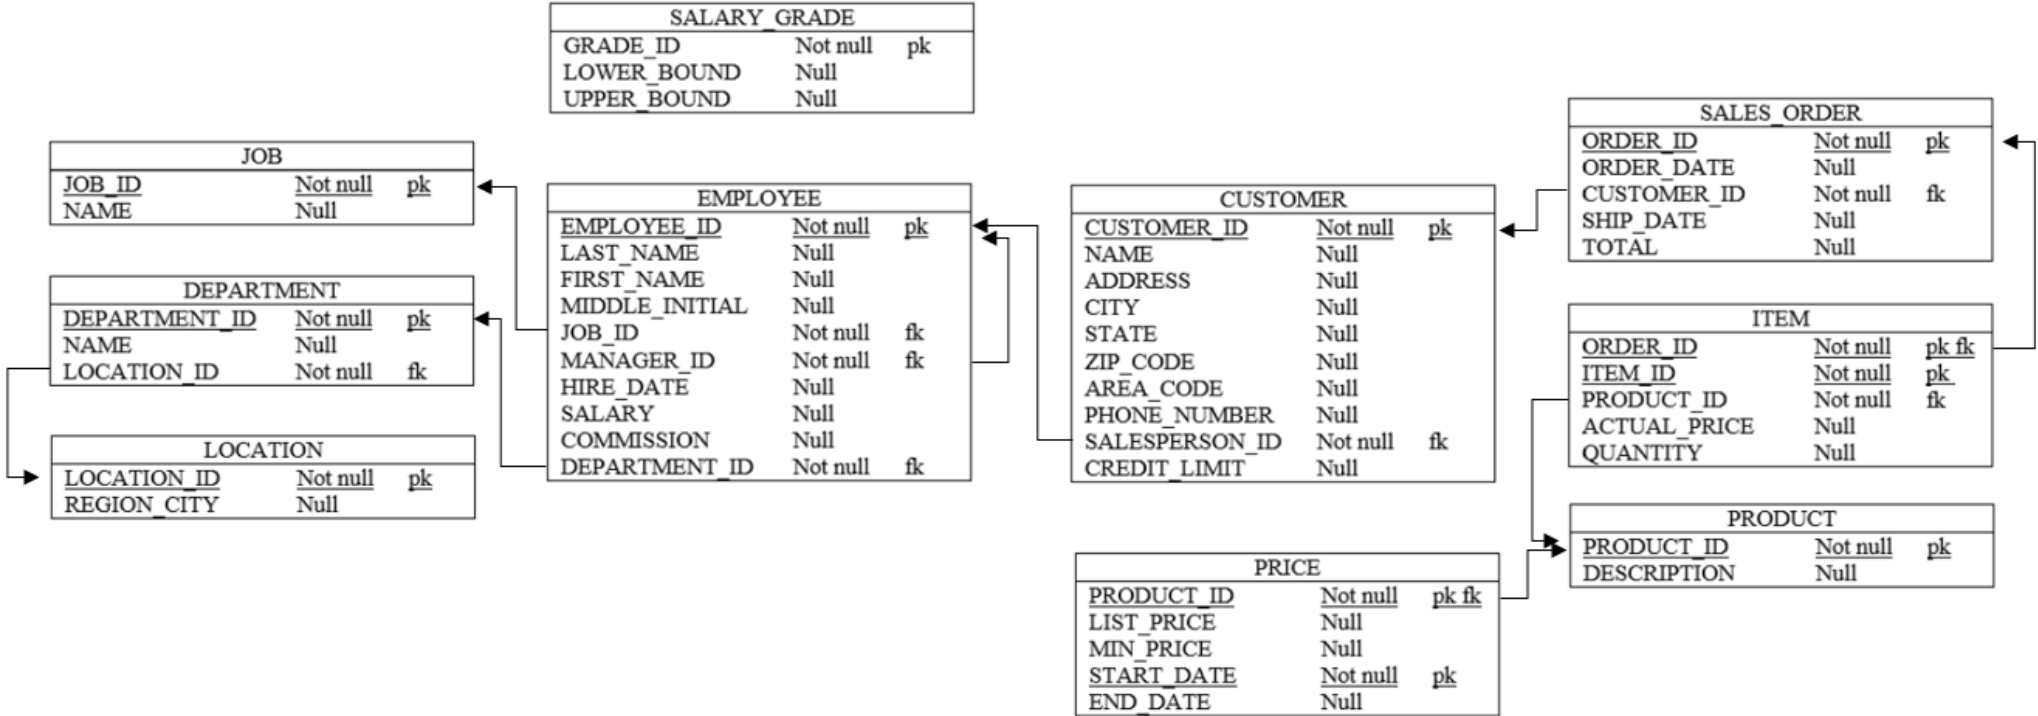 SALARY_GRADE
GRADE_ID Not null pk
LOWER_BOUND Null
UPPER_BOUND Null
JOB
JOB_ID Not null pk
NAME Null
DEPARTMENT
DEPARTMENT_ID Not null pk
NAME Null
LOCATION_ID Not null fk
LOCATION
LOCATION_ID Not null pk
REGION_CITY Null
EMPLOYEE
EMPLOYEE_ID Not null pk
LAST_NAME Null
FIRST_NAME Null
MIDDLE_INITIAL Null
JOB_ID Not null fk
MANAGER_ID Not null fk
HIRE_DATE Null
SALARY Null
COMMISSION Null
DEPARTMENT_ID Not null fk
CUSTOMER
CUSTOMER_ID Not null pk
NAME Null
ADDRESS Null
CITY Null
STATE Null
ZIP_CODE Null
AREA_CODE Null
PHONE_NUMBER Null
SALESPERSON_ID Not null fk
CREDIT_LIMIT Null
PRICE
PRODUCT_ID Not null pk fk
LIST_PRICE Null
MIN_PRICE Null
START_DATE Not null pk
END_DATE Null
SALES_ORDER
ORDER_ID Not null pk
ORDER_DATE Null
CUSTOMER_ID Not null fk
SHIP_DATE Null
TOTAL Null
ITEM
ORDER_ID Not null pk fk
ITEM_ID Not null pk
PRODUCT_ID Not null fk
ACTUAL_PRICE Null
QUANTITY Null
PRODUCT
PRODUCT_ID Not null pk
DESCRIPTION Null